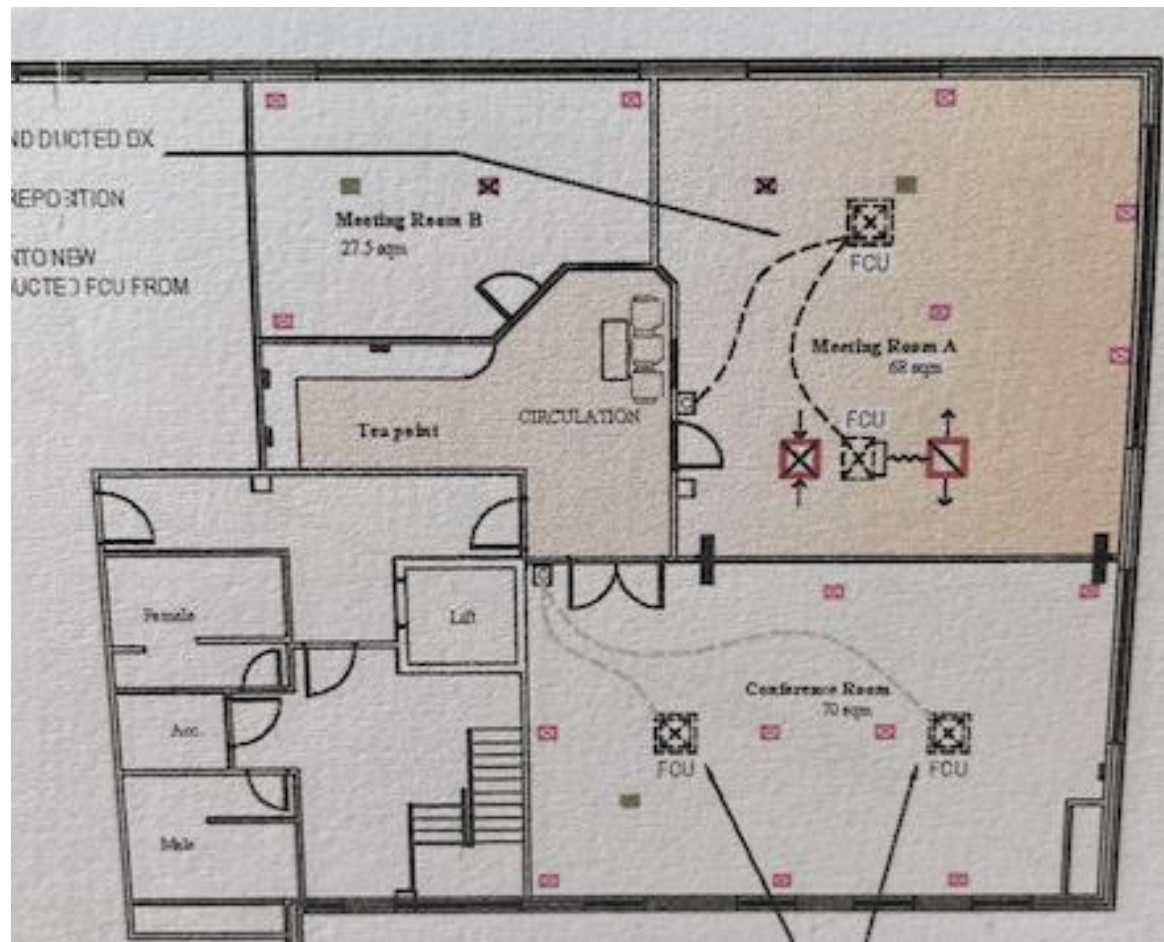 ND DUCTED DX
REPOSITION
NTO NEW
UCTED FCU FROM
Meeting Room B
27.5 sqm
FCU
Meeting Room A
68 sqm
FCU
CIRCULATION
Tea point
Female
Lift
Conference Room
70 sqm
Acc.
FCU
FCU
Male